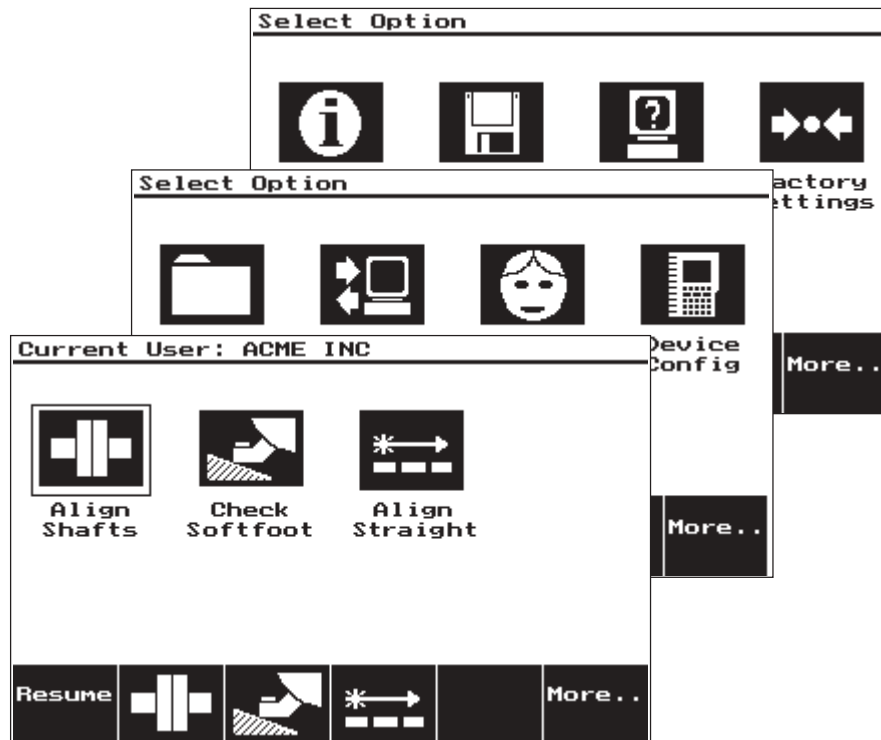 Select Option
actory
ettings
More..
Select Option
Device
Config
More..
Current User: ACME INC
Align
Shafts
Check
Softfoot
Align
Straight
Resume
More..